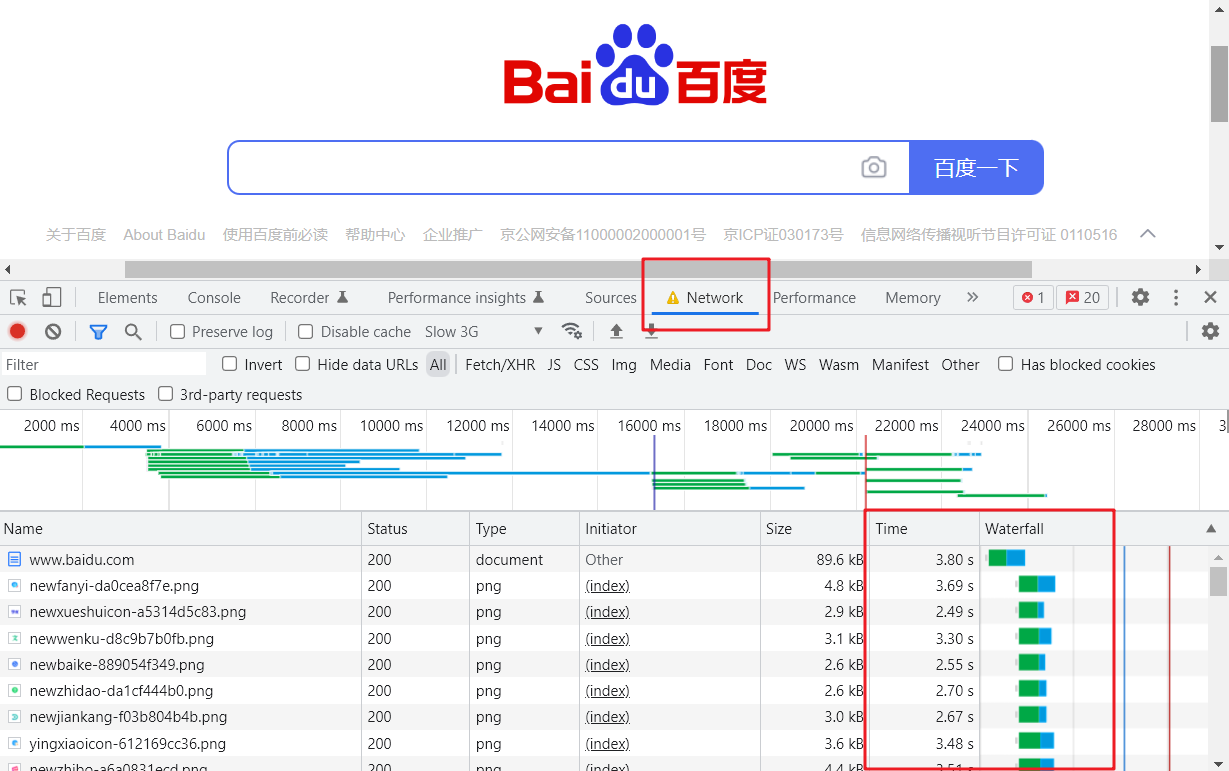 Bai du 百度
百度一下
关于百度 About Baidu 使用百度前必读 帮助中心 企业推广 京公网安备11000002000001号 京ICP证030173号 信息网络传播视听节目许可证 0110516
Elements Console Recorder Performance insights Sources Network Performance Memory » 1 20
Preserve log Disable cache Slow 3G
Filter Invert Hide data URLs All Fetch/XHR JS CSS Img Media Font Doc WS Wasm Manifest Other Has blocked cookies
Blocked Requests 3rd-party requests
2000 ms 4000 ms 6000 ms 8000 ms 10000 ms 12000 ms 14000 ms 16000 ms 18000 ms 20000 ms 22000 ms 24000 ms 26000 ms 28000 ms
Name Status Type Initiator Size Time Waterfall
www.baidu.com 200 document Other 89.6 kB 3.80 s
newfanyi-da0cea8f7e.png 200 png (index) 4.8 kB 3.69 s
newxueshuicon-a5314d5c83.png 200 png (index) 2.9 kB 2.49 s
newwenku-d8c9b7b0fb.png 200 png (index) 3.1 kB 3.30 s
newbaike-889054f349.png 200 png (index) 2.6 kB 2.55 s
newzhidao-da1cf444b0.png 200 png (index) 2.6 kB 2.70 s
newjiankang-f03b804b4b.png 200 png (index) 3.0 kB 2.67 s
yingxiaoicon-612169cc36.png 200 png (index) 3.6 kB 3.48 s
newzhibo-a6a0831ecd.png 200 png (index) 4.4 kB 3.51 s